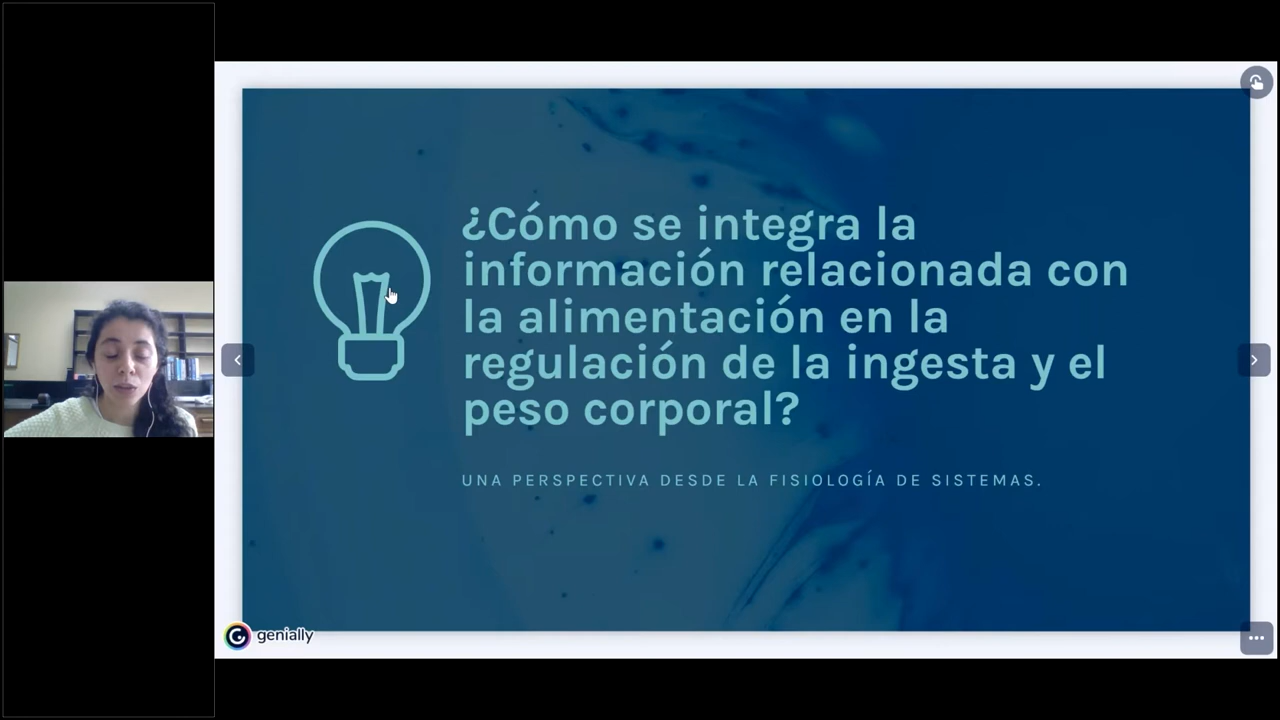 ¿Cómo se integra la
información relacionada con
la alimentación en la
regulación de la ingesta y el
peso corporal?
UNA PERSPECTIVA DESDE LA FISIOLOGÍA DE SISTEMAS.
genially